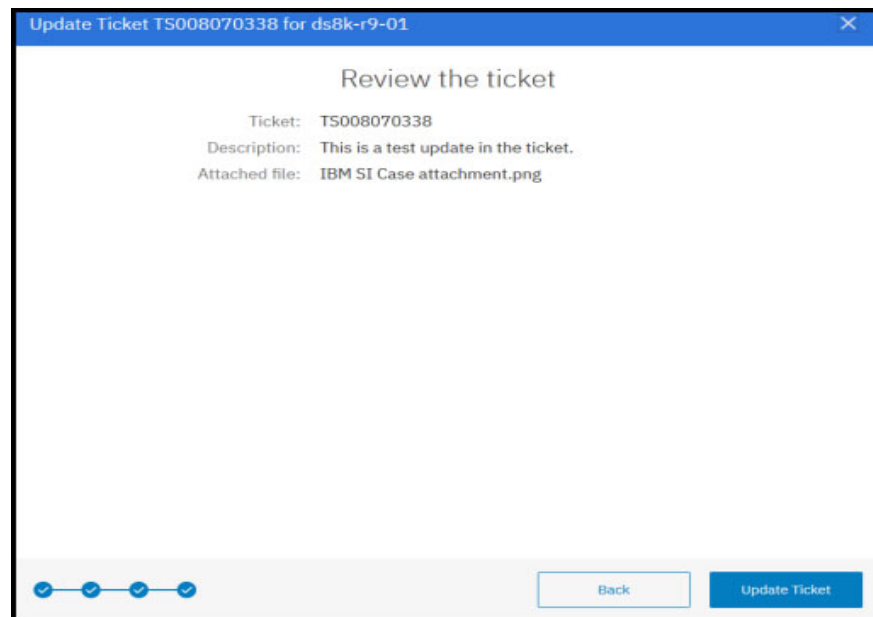 Update Ticket TS008070338 for ds8k-r9-01
Review the ticket
Ticket: TS008070338
Description: This is a test update in the ticket.
Attached file: IBM SI Case attachment.png
Back
Update Ticket